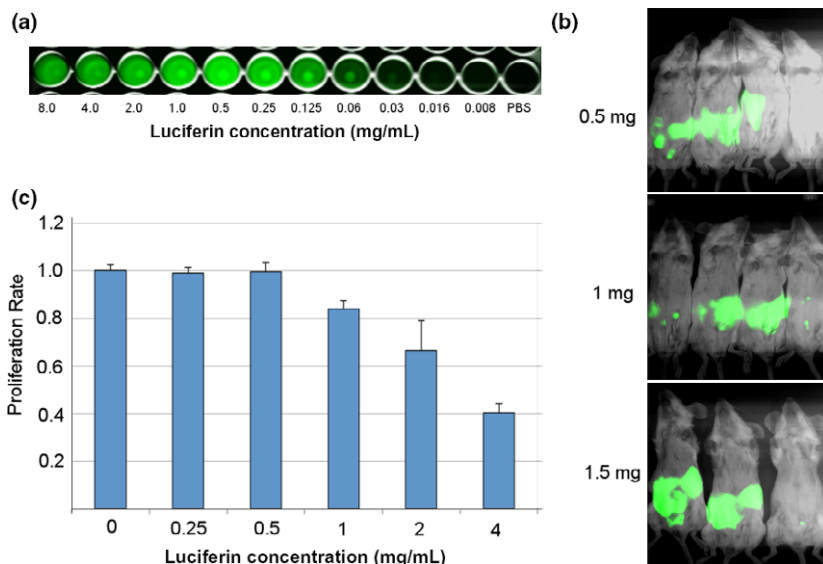 (a)
8.0 4.0 2.0 1.0 0.5 0.25 0.125 0.06 0.03 0.016 0.008 PBS
Luciferin concentration (mg/mL)
(b)
0.5 mg
1 mg
1.5 mg
(c)
Proliferation Rate
1.2
1.0
0.8
0.6
0.4
0.2
0 0.25 0.5 1 2 4
Luciferin concentration (mg/mL)